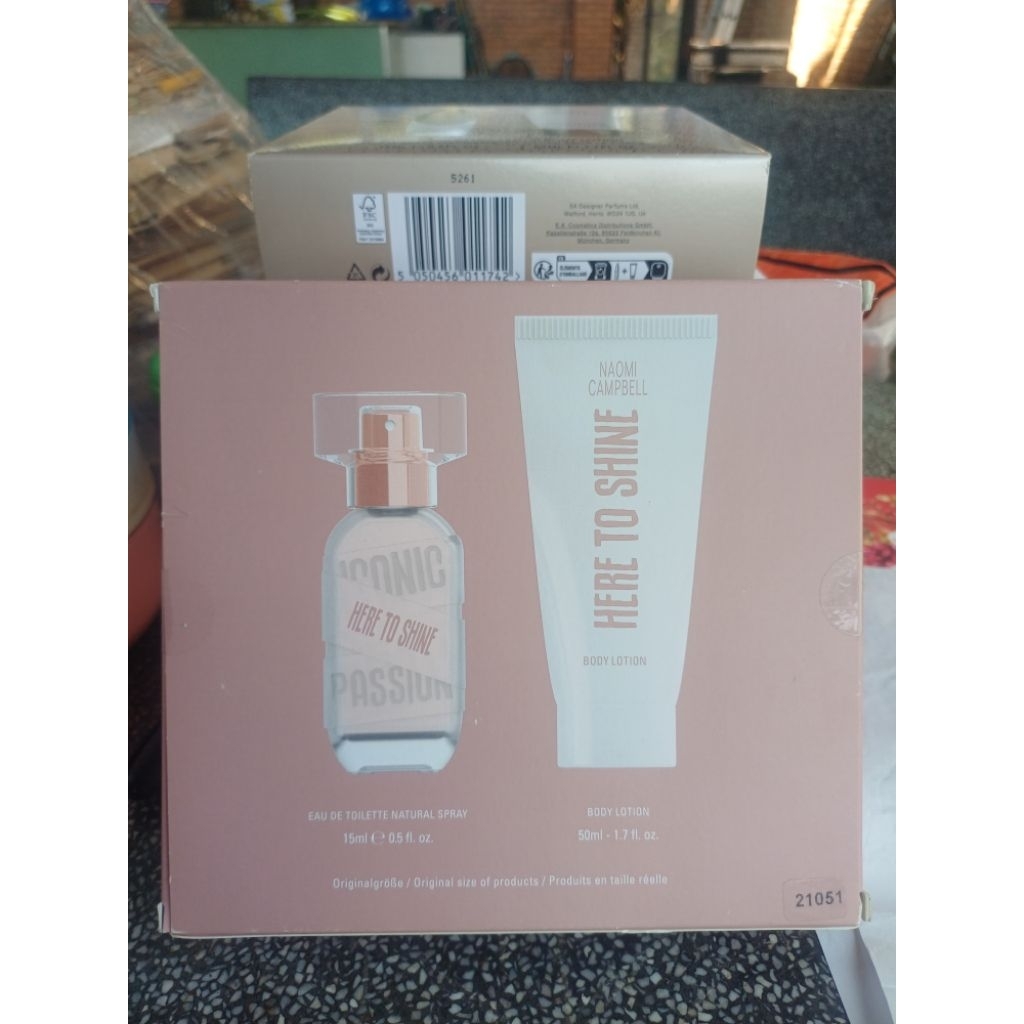 5261
FSC
5 050456 011742 >
NAOMI
CAMPBELL
HERE TO SHINE
BODY LOTION
ICONIC
HERE TO SHINE
PASSION
EAU DE TOILETTE NATURAL SPRAY
15ml ℮ 0.5 fl. oz.
BODY LOTION
50ml - 1.7 fl. oz.
Originalgröße / Original size of products / Produits en taille réelle
21051